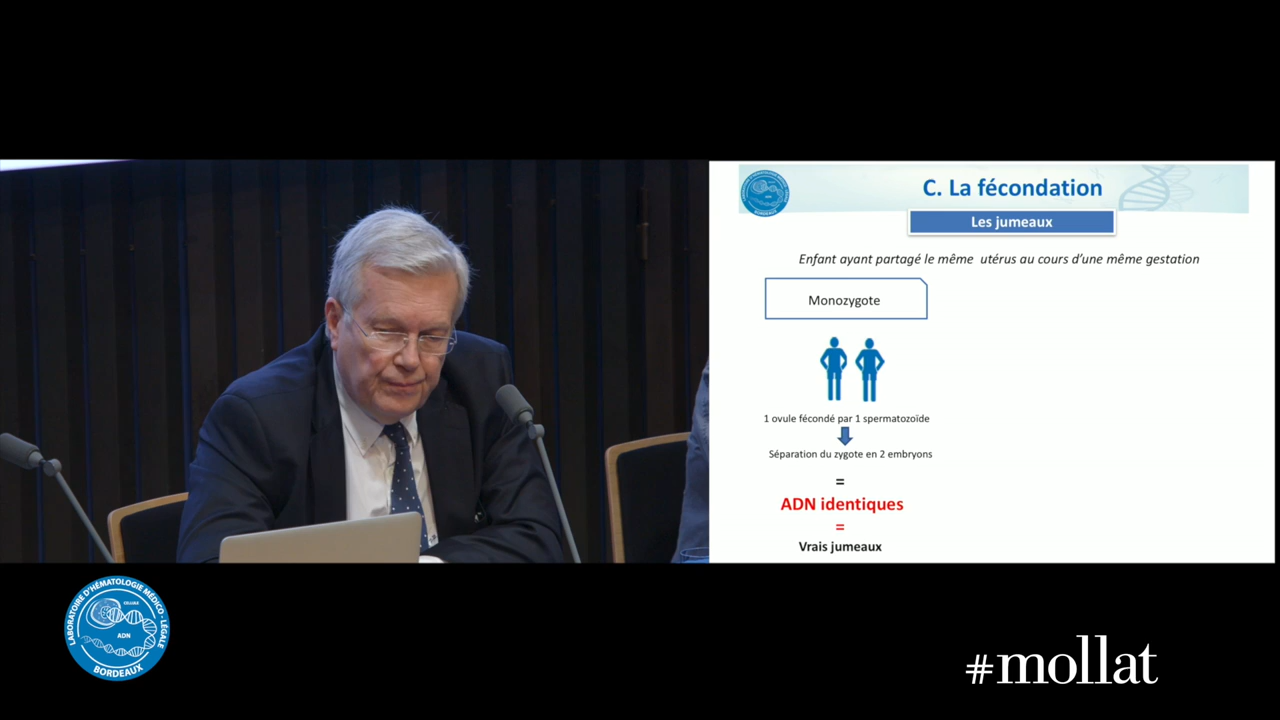 C. La fécondation
Les jumeaux
Enfant ayant partagé le même utérus au cours d'une même gestation
Monozygote
1 ovule fécondé par 1 spermatozoïde
Séparation du zygote en 2 embryons
=
ADN identiques
=
Vrais jumeaux
LABORATOIRE D'HÉMATOLOGIE MÉDICO-LÉGALE
CELLULE
ADN
BORDEAUX
#mollat